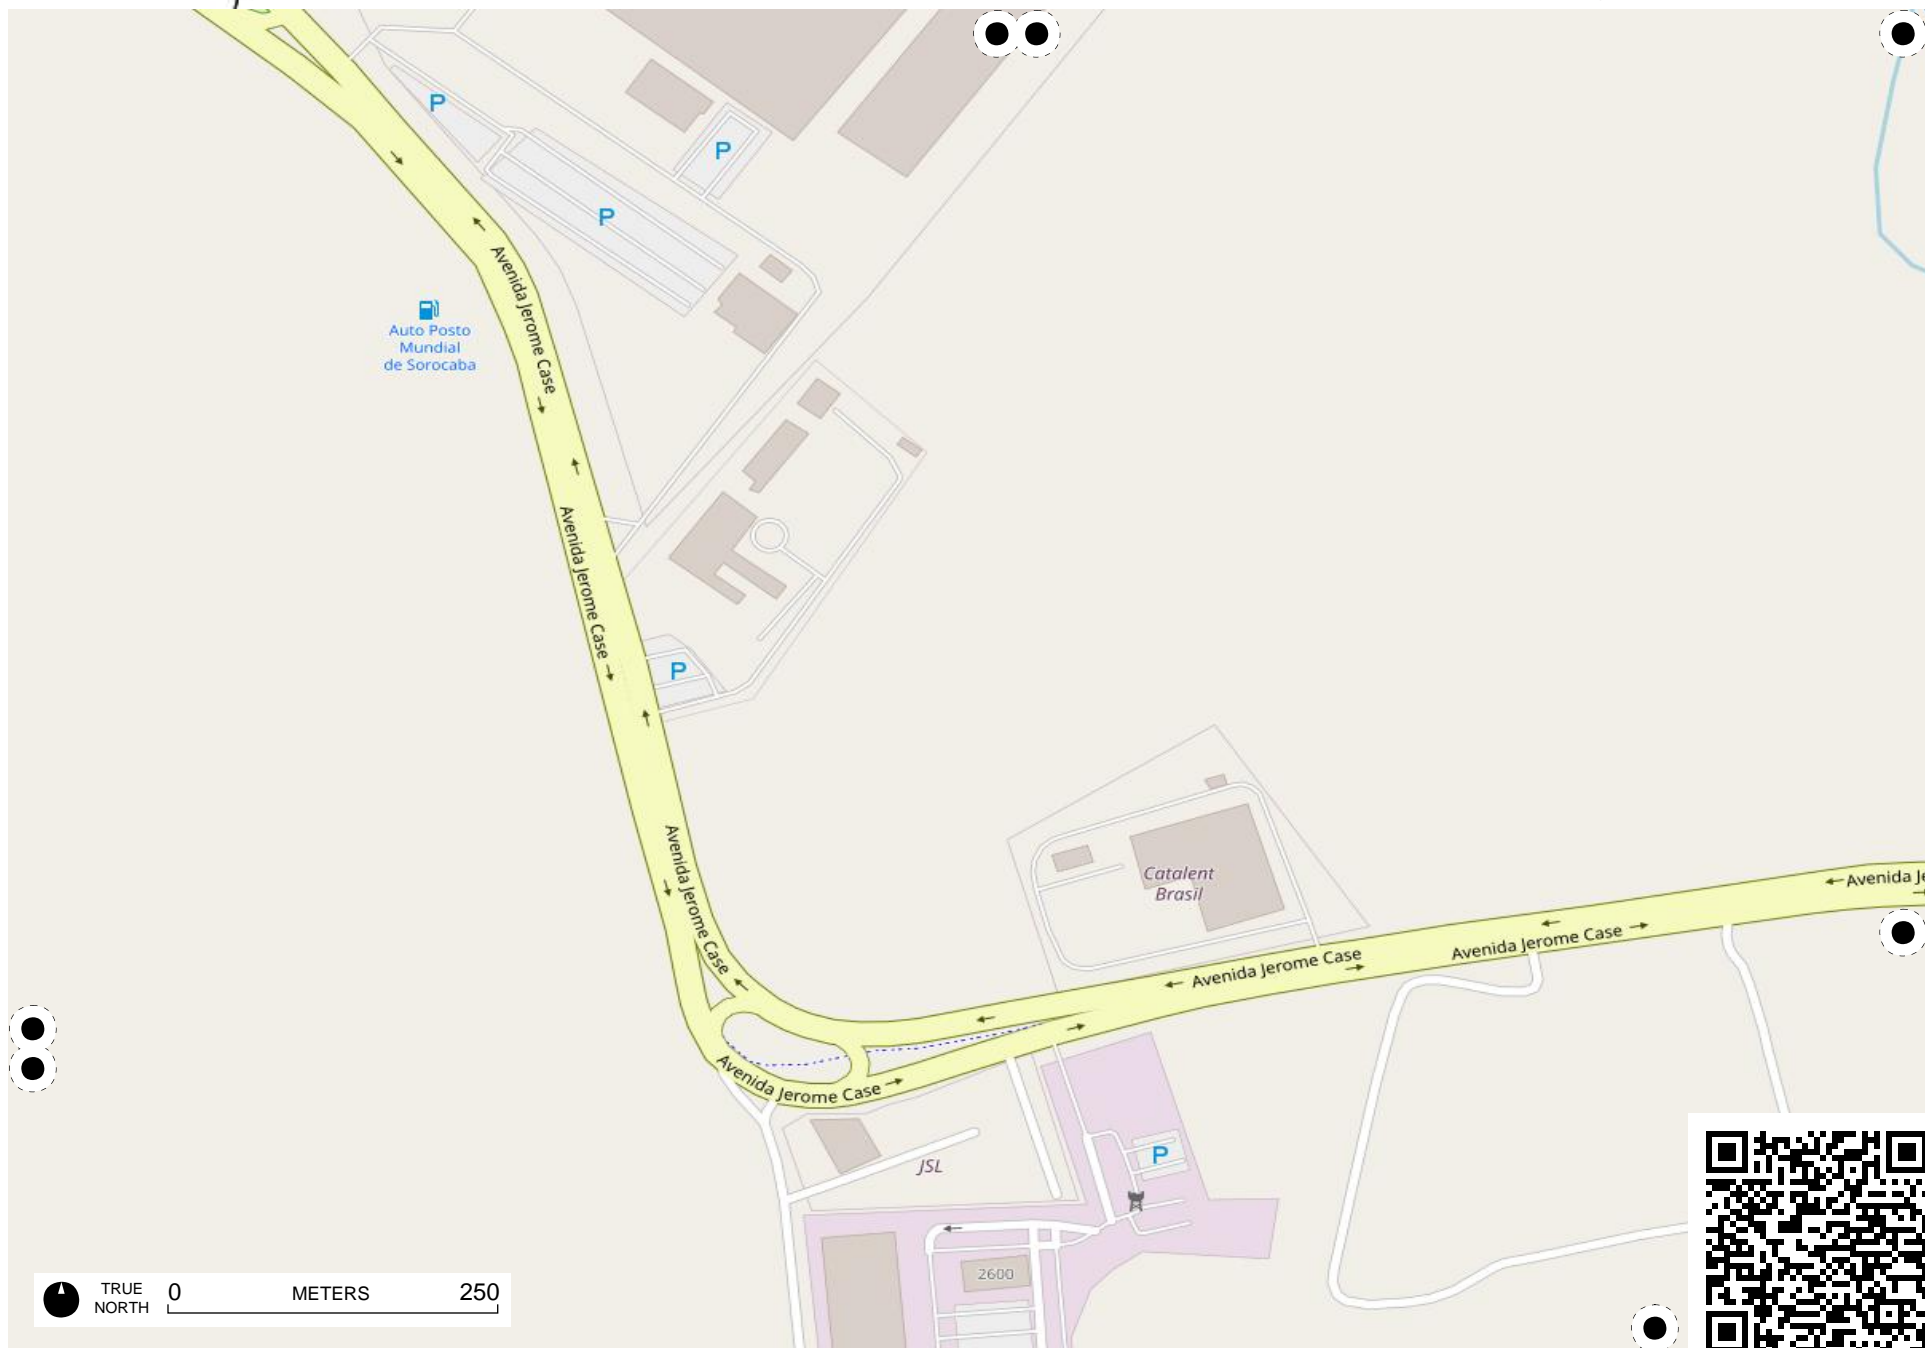 P
P
P
Avenida Jerome Case
Auto Posto
Mundial
de Sorocaba
Avenida Jerome Case
P
Avenida Jerome Case
Catalent
Brasil
Avenida Je
Avenida Jerome Case
Avenida Jerome Case
Avenida Jerome Case
P
JSL
2600
TRUE
NORTH
0
METERS
250